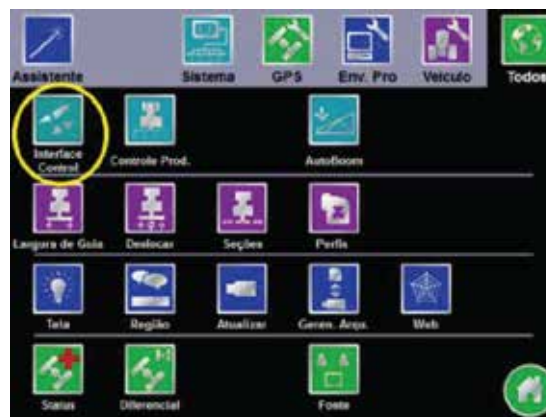 Assistente Sistema GPS Env. Pro Veículo Todos
Interface
Control
Controle Prod. AutoBoom
Largura de Guia Deslocar Seções Perfis
Tela Região Atualizar Geren. Arqs. Web
Status Diferencial Fonte